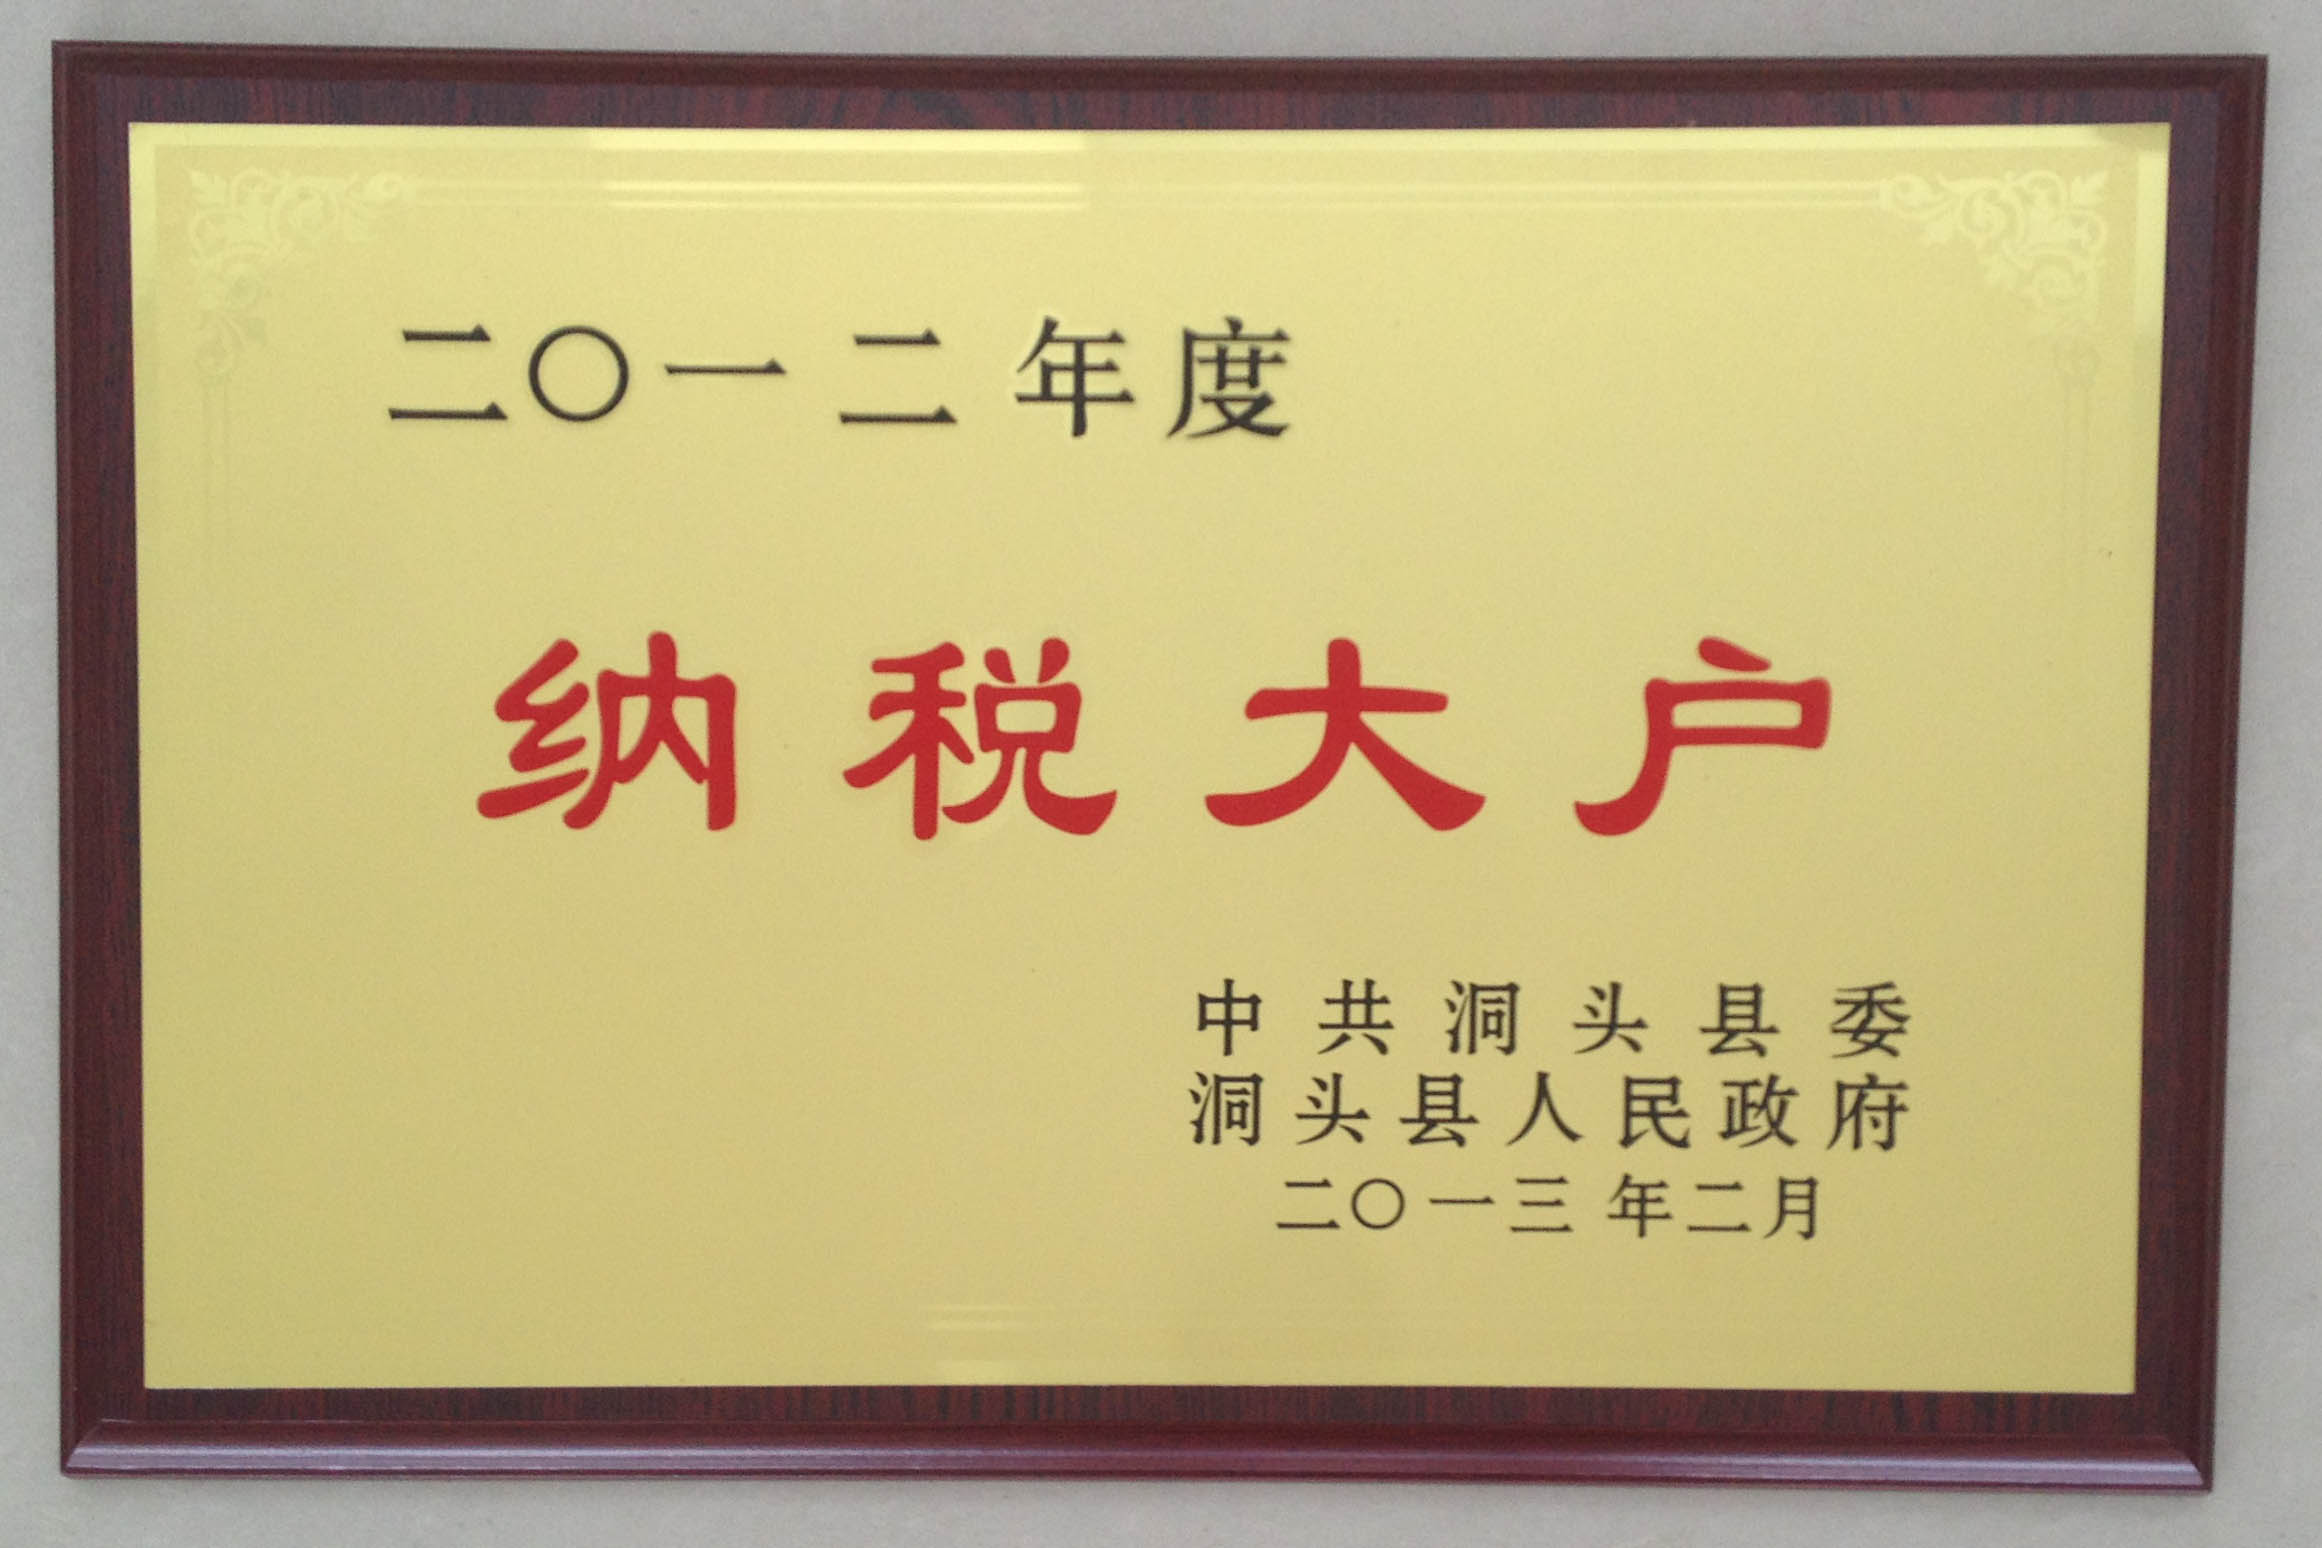 二〇一二年度
纳税大户
中共洞头县委
洞头县人民政府
二〇一三年二月